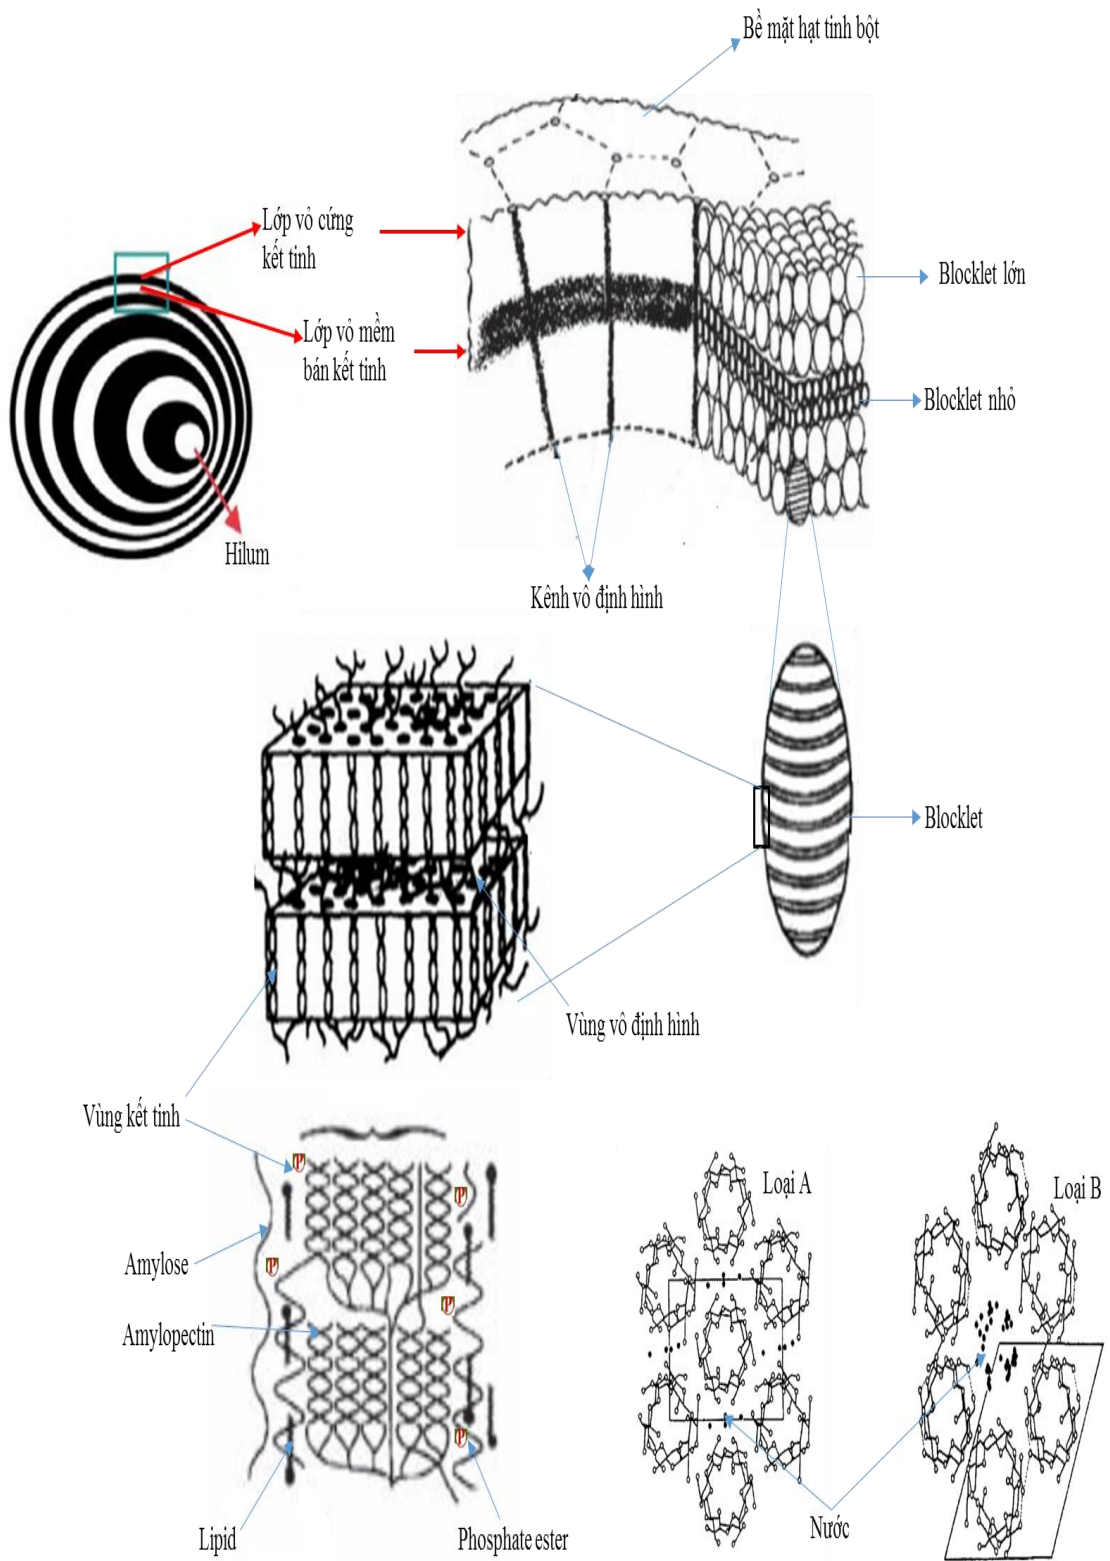 Bề mặt hạt tinh bột
Lớp vỏ cứng
kết tinh
Lớp vỏ mềm
bán kết tinh
Blocklet lớn
Blocklet nhỏ
Hilum
Kênh vô định hình
Blocklet
Vùng vô định hình
Vùng kết tinh
P
P
P
P
P
Loại A
Loại B
Amylose
Amylopectin
Lipid
Phosphate ester
Nước